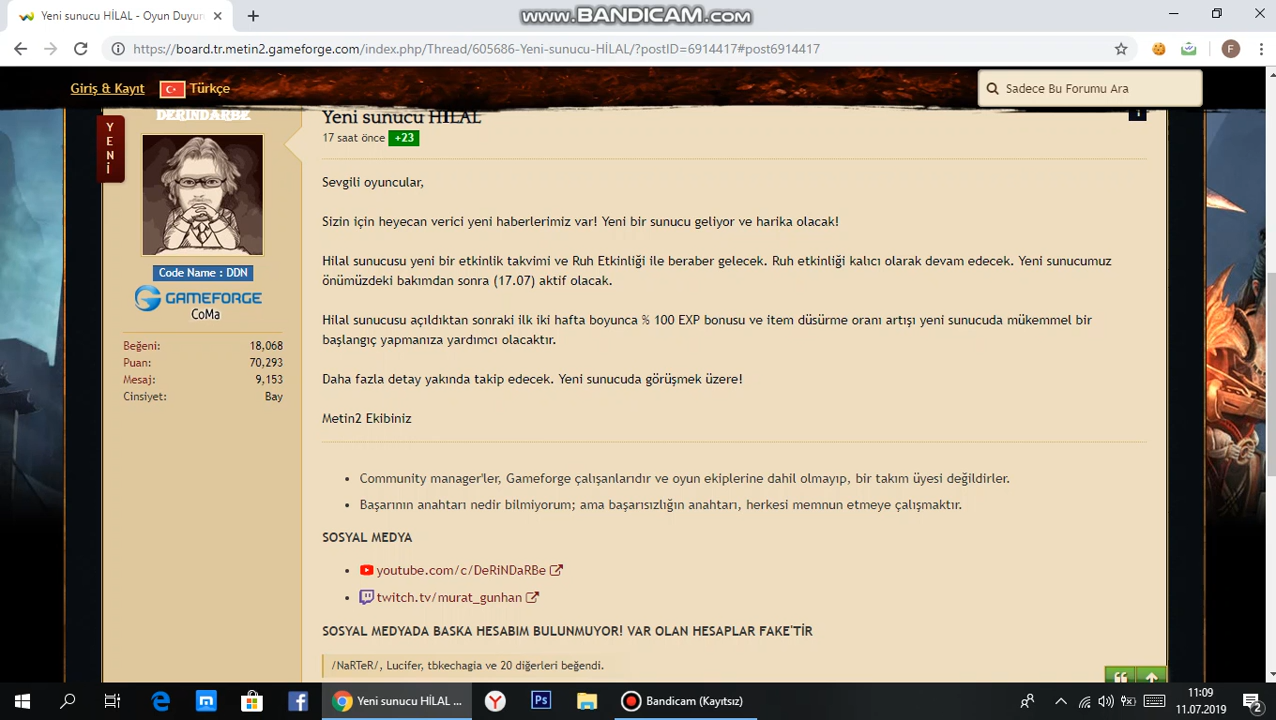 Yeni sunucu HİLAL - Oyun Duyur
www.BANDICAM.com
https://board.tr.metin2.gameforge.com/index.php/Thread/605686-Yeni-sunucu-HİLAL/?postID=6914417#post6914417
F
Giriş & Kayıt
Türkçe
Sadece Bu Forumu Ara
YENİ
DERİNDARBE
Code Name : DDN
GAMEFORGE
CoMa
Beğeni: 18,068
Puan: 70,293
Mesaj: 9,153
Cinsiyet: Bay
Yeni sunucu HİLAL
1
17 saat önce +23
Sevgili oyuncular,
Sizin için heyecan verici yeni haberlerimiz var! Yeni bir sunucu geliyor ve harika olacak!
Hilal sunucusu yeni bir etkinlik takvimi ve Ruh Etkinliği ile beraber gelecek. Ruh etkinliği kalıcı olarak devam edecek. Yeni sunucumuz
önümüzdeki bakımdan sonra (17.07) aktif olacak.
Hilal sunucusu açıldıktan sonraki ilk iki hafta boyunca % 100 EXP bonusu ve item düsürme oranı artışı yeni sunucuda mükemmel bir
başlangıç yapmanıza yardımcı olacaktır.
Daha fazla detay yakında takip edecek. Yeni sunucuda görüşmek üzere!
Metin2 Ekibiniz
Community manager'ler, Gameforge çalışanlarıdır ve oyun ekiplerine dahil olmayıp, bir takım üyesi değildirler.
Başarının anahtarı nedir bilmiyorum; ama başarısızlığın anahtarı, herkesi memnun etmeye çalışmaktır.
SOSYAL MEDYA
youtube.com/c/DeRiNDaRBe
twitch.tv/murat_gunhan
SOSYAL MEDYADA BASKA HESABIM BULUNMUYOR! VAR OLAN HESAPLAR FAKE'TİR
/NaRTeR/, Lucifer, tbkechagia ve 20 diğerleri beğendi.
Yeni sunucu HİLAL ...
Ps
Bandicam (Kayıtsız)
11:09
11.07.2019
2